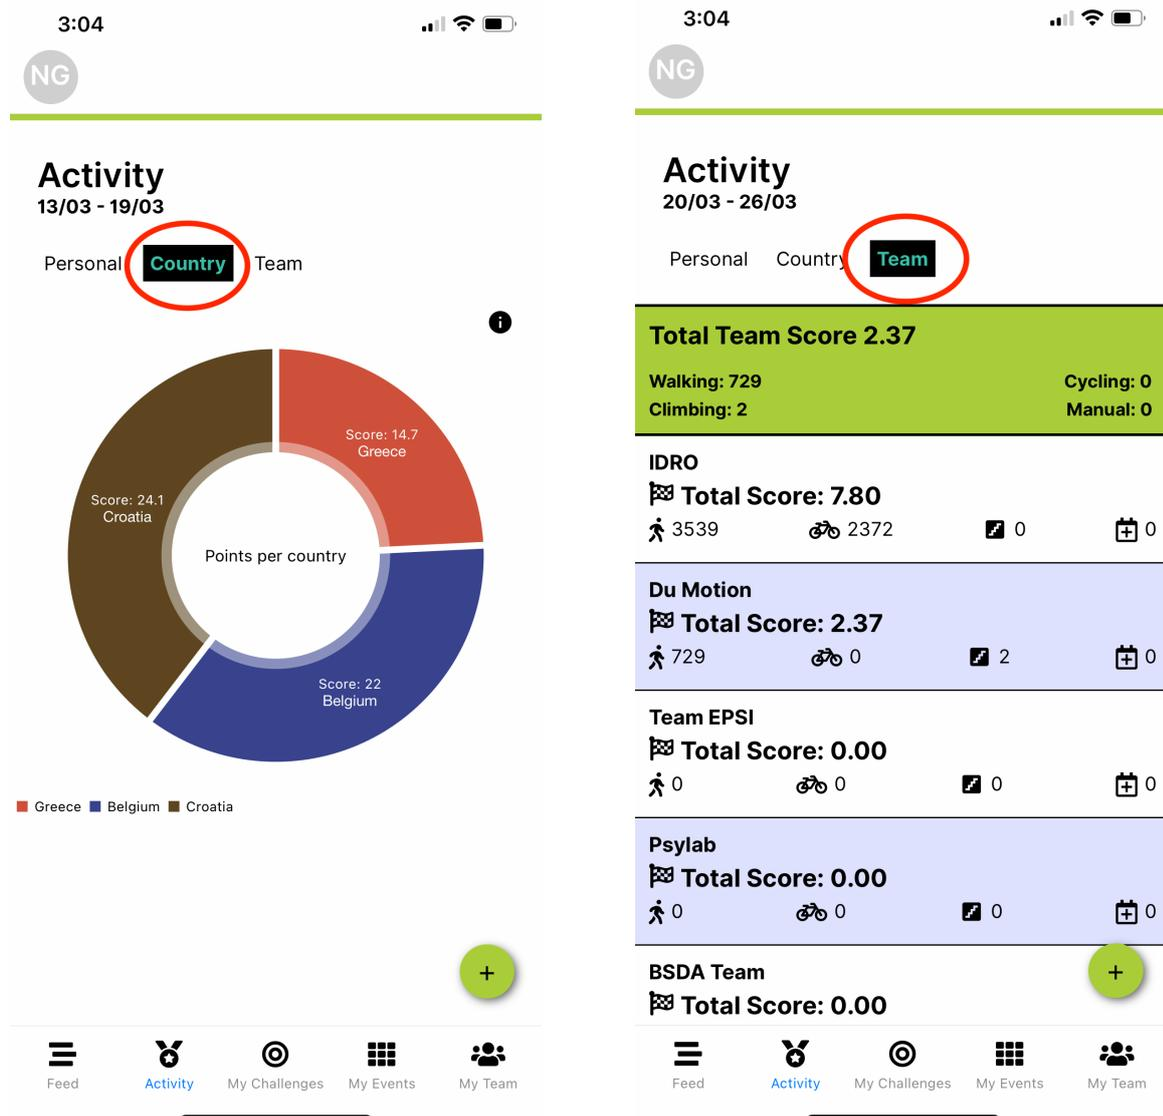 3:04
NG
Activity
13/03 - 19/03
Personal Country Team
Score: 14.7
Greece
Score: 24.1
Croatia
Points per country
Score: 22
Belgium
Greece Belgium Croatia
+
Feed Activity My Challenges My Events My Team
3:04
NG
Activity
20/03 - 26/03
Personal Country Team
Total Team Score 2.37
Walking: 729 Cycling: 0
Climbing: 2 Manual: 0
IDRO
Total Score: 7.80
3539 2372 0 0
Du Motion
Total Score: 2.37
729 0 2 0
Team EPSI
Total Score: 0.00
0 0 0 0
Psylab
Total Score: 0.00
0 0 0 0
BSDA Team
Total Score: 0.00
+
Feed Activity My Challenges My Events My Team